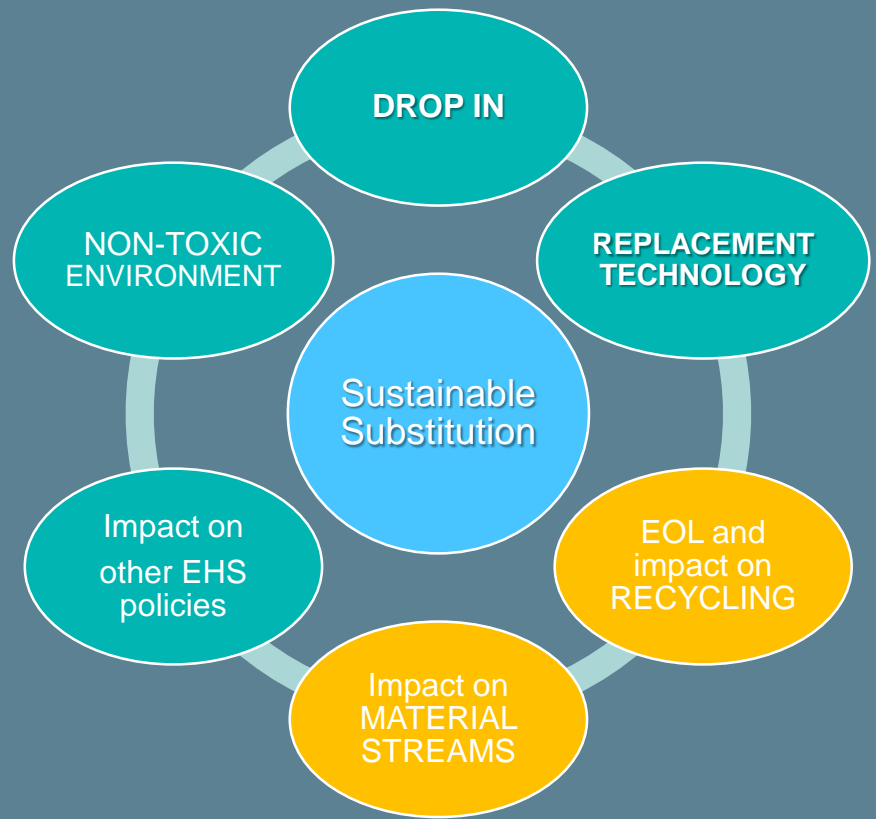 DROP IN
REPLACEMENT
TECHNOLOGY
EOL and
impact on
RECYCLING
Impact on
MATERIAL
STREAMS
Impact on
other EHS
policies
NON-TOXIC
ENVIRONMENT
Sustainable
Substitution